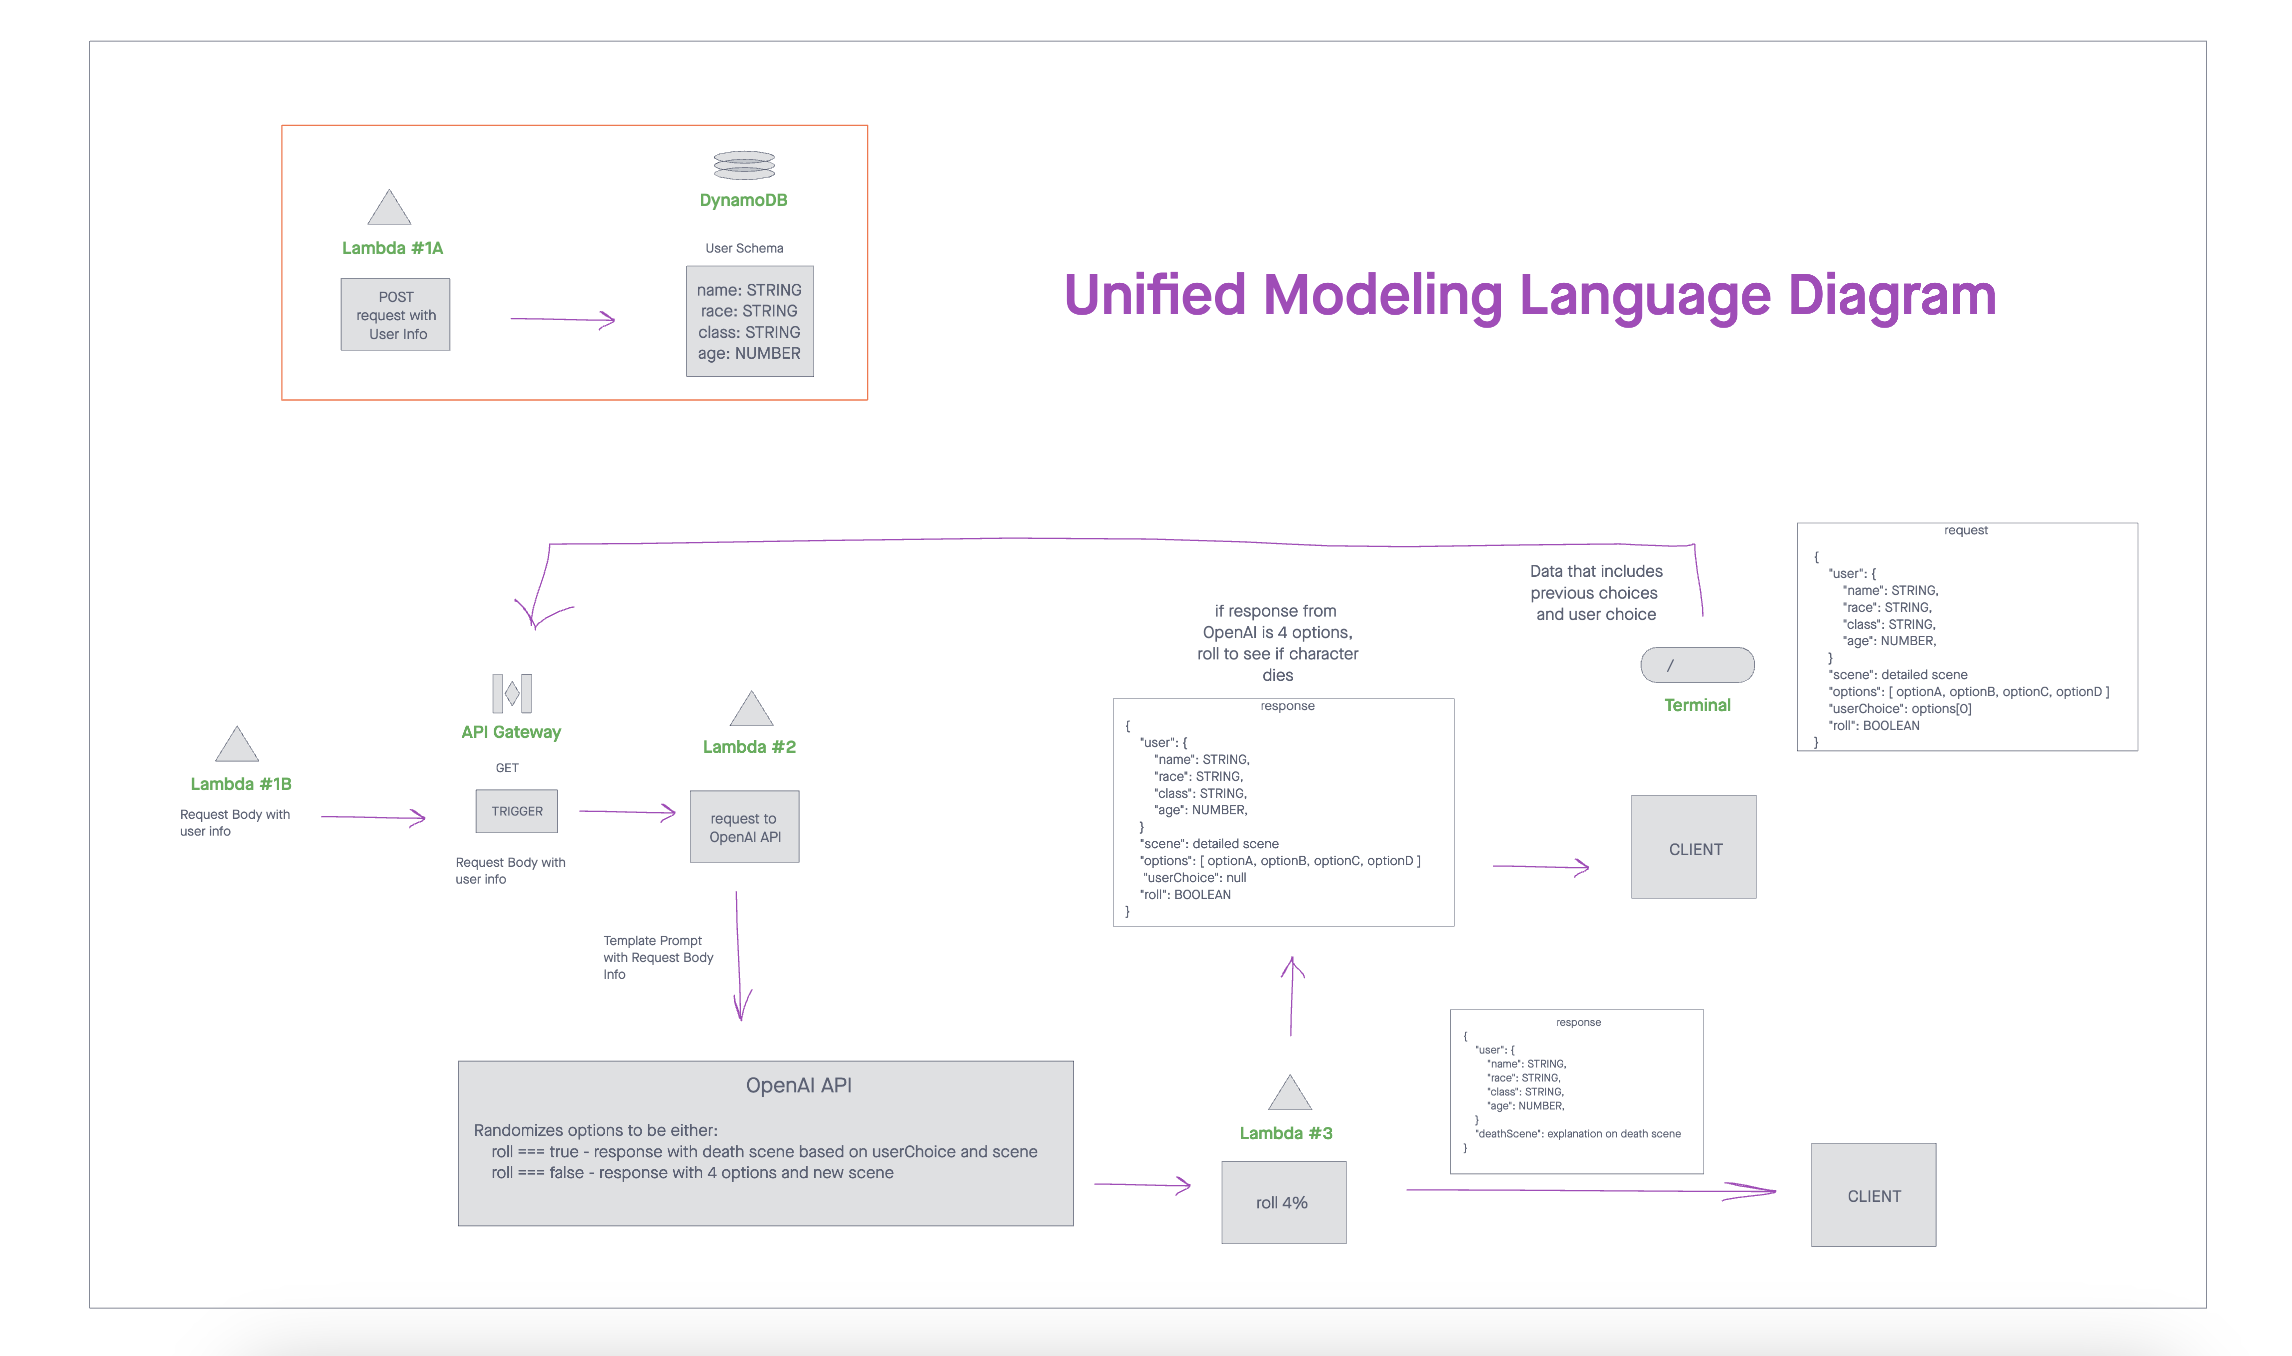 DynamoDB
Lambda #1A
User Schema
POST
request with
User Info
name: STRING
race: STRING
class: STRING
age: NUMBER
Unified Modeling Language Diagram
request
{
"user": {
"name": STRING,
"race": STRING,
"class": STRING,
"age": NUMBER,
}
"scene": detailed scene
"options": [ optionA, optionB, optionC, optionD ]
"userChoice": options[0]
"roll": BOOLEAN
}
Data that includes
previous choices
and user choice
/
Terminal
if response from
OpenAI is 4 options,
roll to see if character
dies
response
{
"user": {
"name": STRING,
"race": STRING,
"class": STRING,
"age": NUMBER,
}
"scene": detailed scene
"options": [ optionA, optionB, optionC, optionD ]
"userChoice": null
"roll": BOOLEAN
}
CLIENT
Lambda #1B
Request Body with
user info
API Gateway
GET
TRIGGER
Request Body with
user info
Lambda #2
request to
OpenAI API
Template Prompt
with Request Body
Info
OpenAI API
Randomizes options to be either:
roll === true - response with death scene based on userChoice and scene
roll === false - response with 4 options and new scene
Lambda #3
roll 4%
response
{
"user": {
"name": STRING,
"race": STRING,
"class": STRING,
"age": NUMBER,
}
"deathScene": explanation on death scene
}
CLIENT